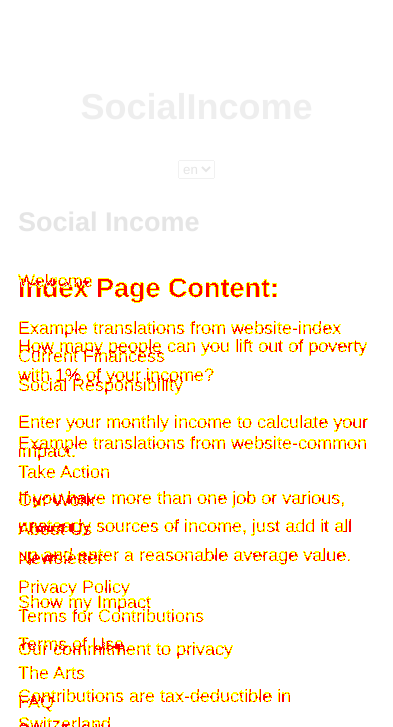 SocialIncome
en
Social Income
Welcome
Index Page Content:
Example translations from website-index
How many people can you lift out of poverty
Current Financess
with 1% of your income?
Social Responsibility
Enter your monthly income to calculate your
Example translations from website-common
impact.
Take Action
If you have more than one job or various,
Our Work
unsteady sources of income, just add it all
About Us
up and enter a reasonable average value.
Newsletter
Privacy Policy
Show my Impact
Terms for Contributions
Terms of Use
Our commitment to privacy
The Arts
Contributions are tax-deductible in
FAQ
Switzerland